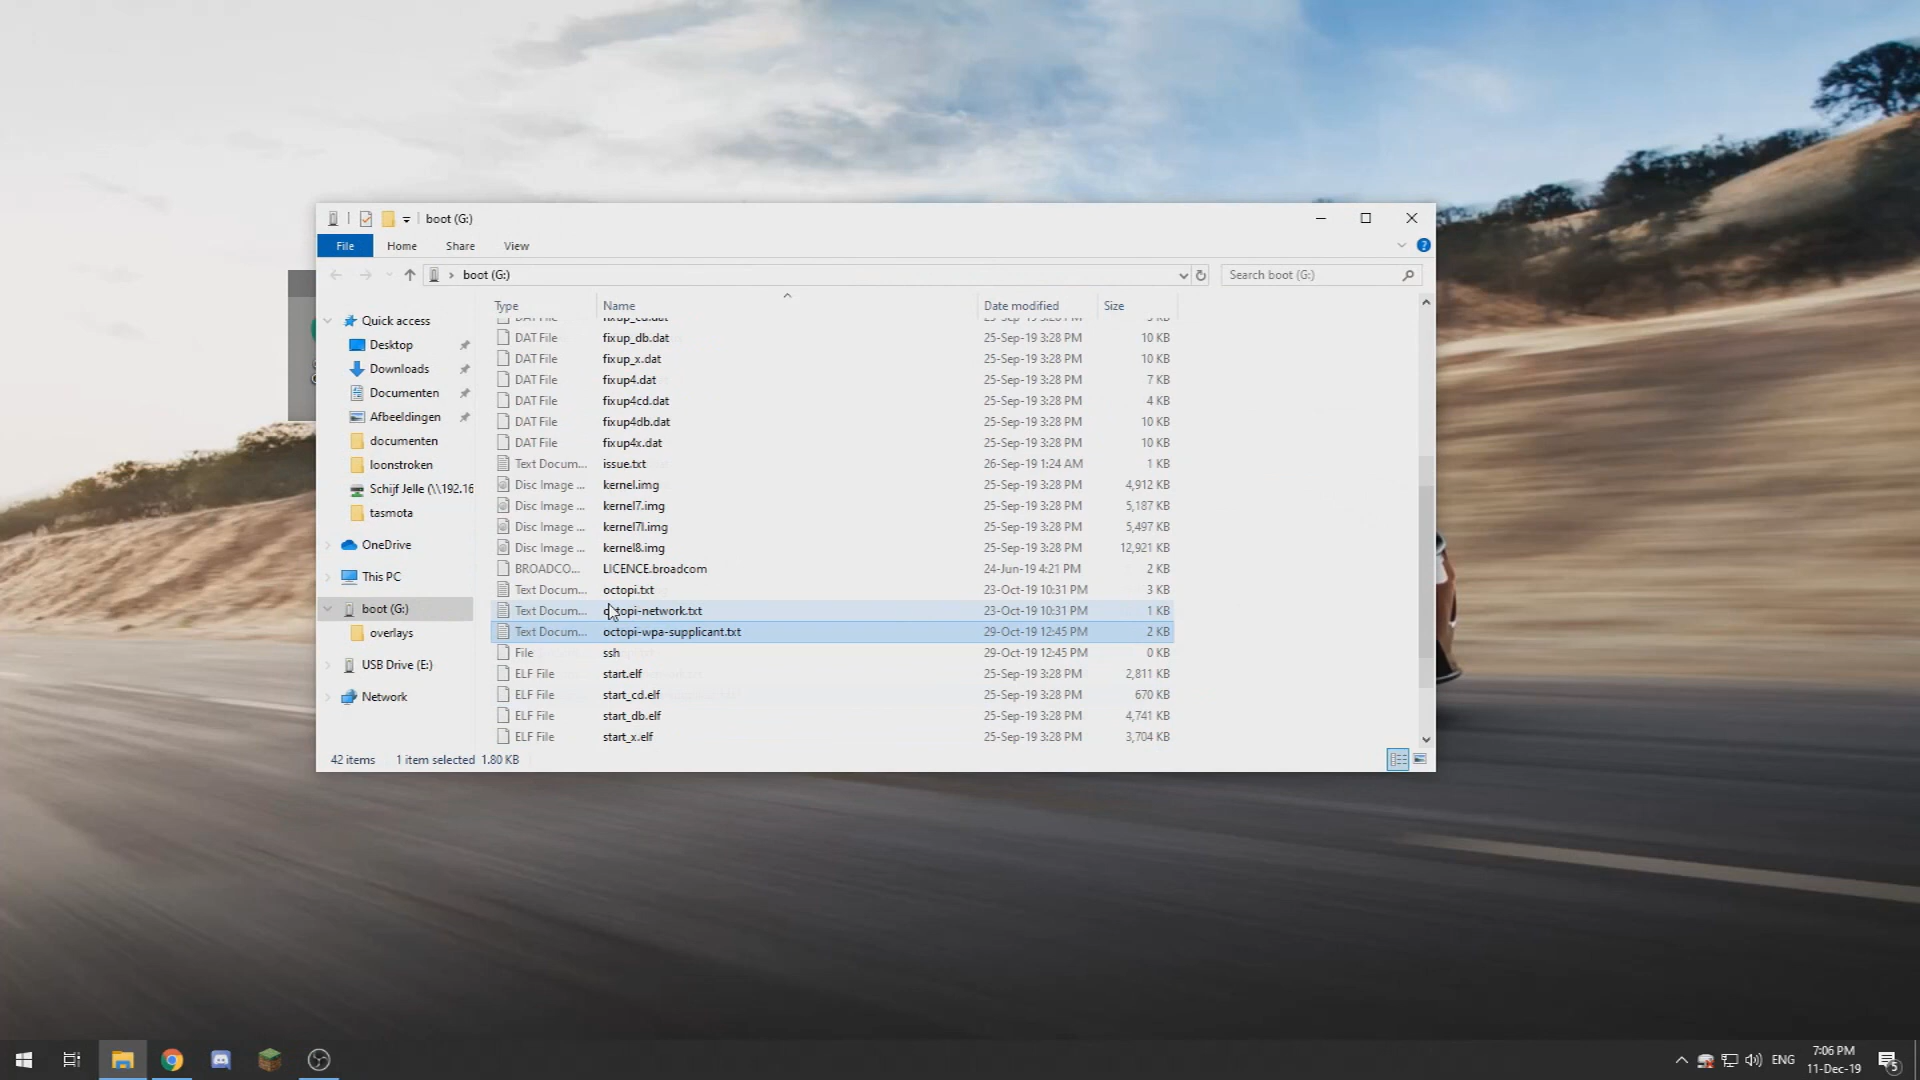 boot (G:)
File Home Share View
boot (G:)
Search boot (G:)
Type Name Date modified Size
Quick access
Desktop
Downloads
Documenten
Afbeeldingen
documenten
loonstroken
Schijf Jelle (\\192.16
tasmota
OneDrive
This PC
boot (G:)
overlays
USB Drive (E:)
Network
DAT File fixup_cd.dat 25-Sep-19 3:28 PM 3 KB
DAT File fixup_db.dat 25-Sep-19 3:28 PM 10 KB
DAT File fixup_x.dat 25-Sep-19 3:28 PM 10 KB
DAT File fixup4.dat 25-Sep-19 3:28 PM 7 KB
DAT File fixup4cd.dat 25-Sep-19 3:28 PM 4 KB
DAT File fixup4db.dat 25-Sep-19 3:28 PM 10 KB
DAT File fixup4x.dat 25-Sep-19 3:28 PM 10 KB
Text Docum... issue.txt 26-Sep-19 1:24 AM 1 KB
Disc Image ... kernel.img 25-Sep-19 3:28 PM 4,912 KB
Disc Image ... kernel7.img 25-Sep-19 3:28 PM 5,187 KB
Disc Image ... kernel7l.img 25-Sep-19 3:28 PM 5,497 KB
Disc Image ... kernel8.img 25-Sep-19 3:28 PM 12,921 KB
BROADCO... LICENCE.broadcom 24-Jun-19 4:21 PM 2 KB
Text Docum... octopi.txt 23-Oct-19 10:31 PM 3 KB
Text Docum... octopi-network.txt 23-Oct-19 10:31 PM 1 KB
Text Docum... octopi-wpa-supplicant.txt 29-Oct-19 12:45 PM 2 KB
File ssh 29-Oct-19 12:45 PM 0 KB
ELF File start.elf 25-Sep-19 3:28 PM 2,811 KB
ELF File start_cd.elf 25-Sep-19 3:28 PM 670 KB
ELF File start_db.elf 25-Sep-19 3:28 PM 4,741 KB
ELF File start_x.elf 25-Sep-19 3:28 PM 3,704 KB
42 items 1 item selected 1.80 KB
ENG
7:06 PM
11-Dec-19
5